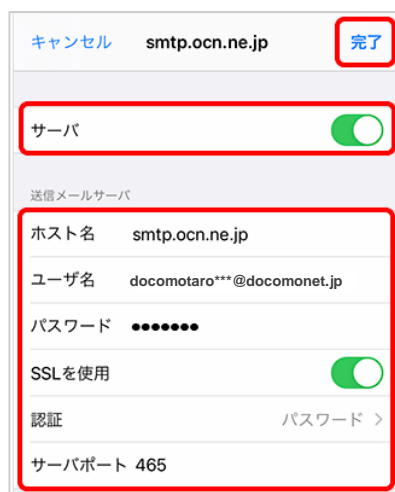 キャンセル smtp.ocn.ne.jp 完了
サーバ
送信メールサーバ
ホスト名 smtp.ocn.ne.jp
ユーザ名 docomotaro***@docomonet.jp
パスワード ●●●●●●●
SSLを使用
認証 パスワード >
サーバポート 465